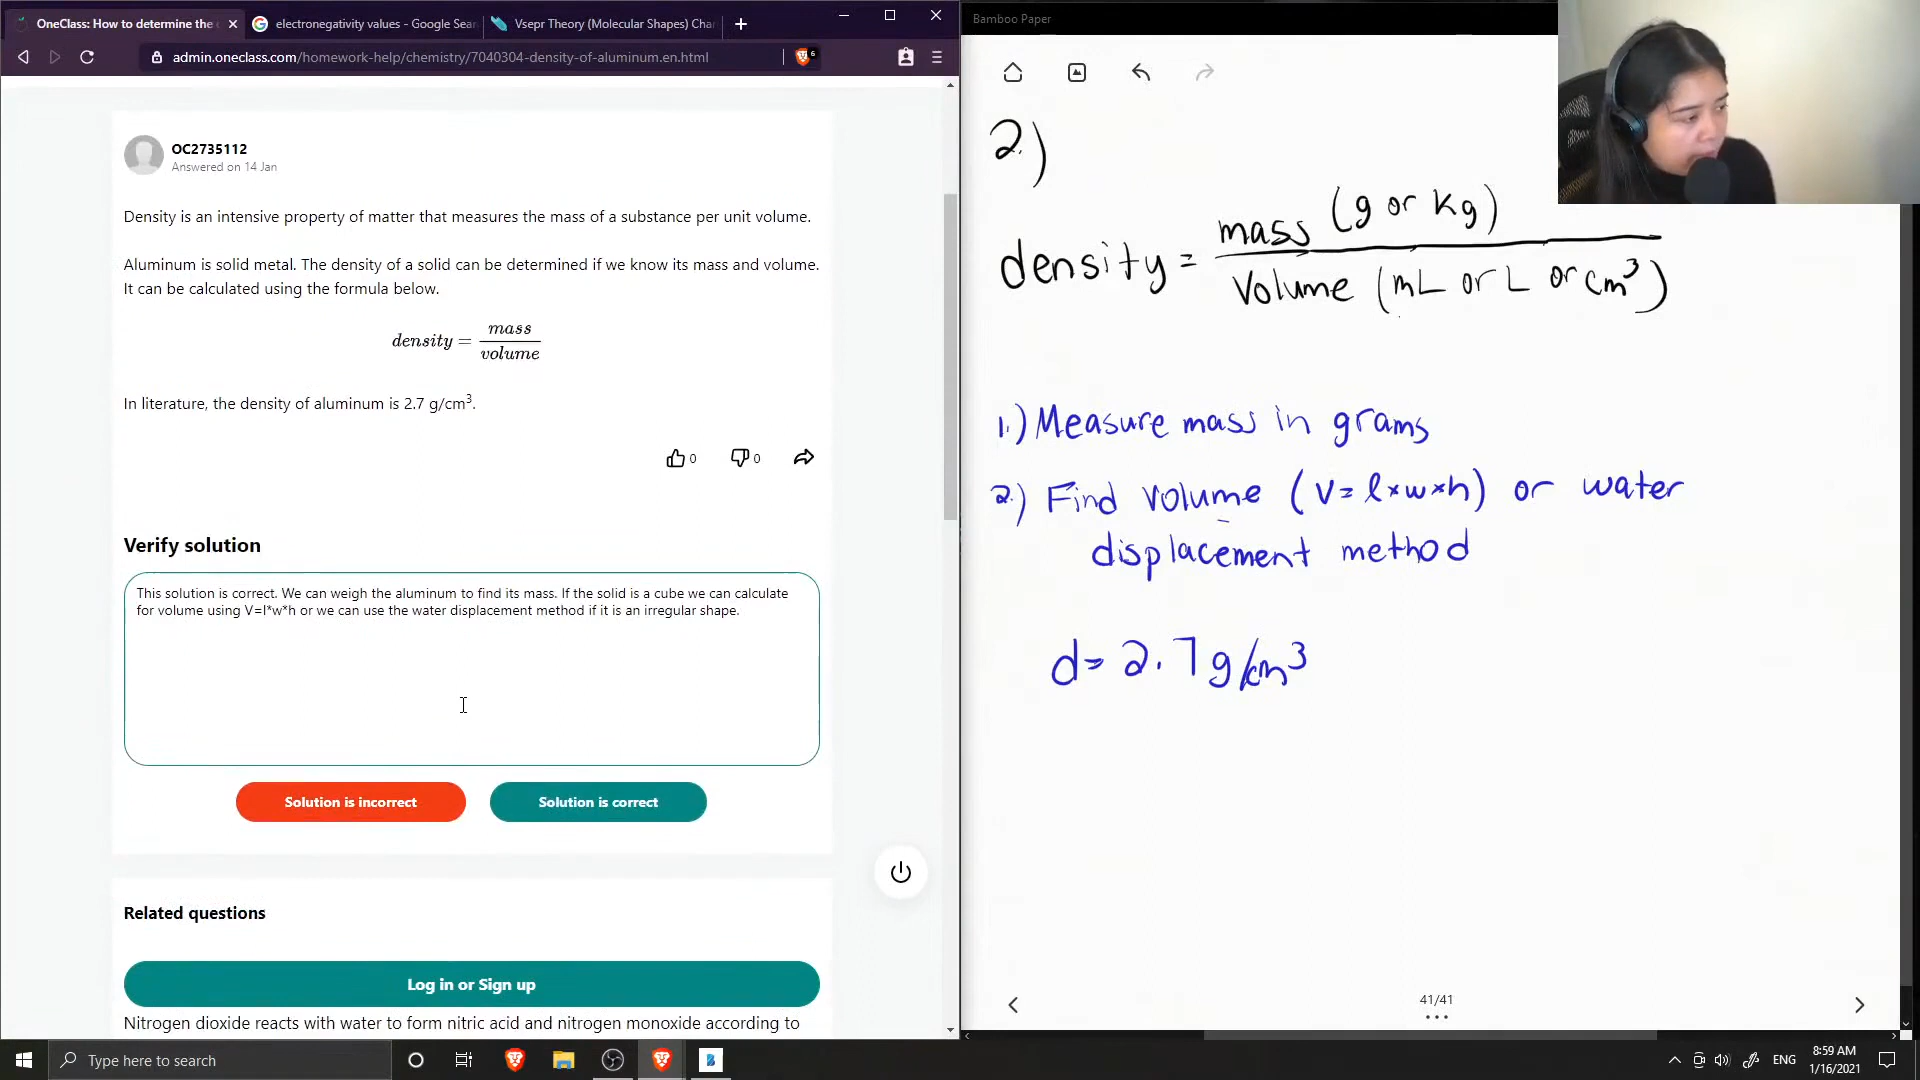 OneClass: How to determine the
electronegativity values - Google Sear
Vsepr Theory (Molecular Shapes) Cha
admin.oneclass.com/homework-help/chemistry/7040304-density-of-aluminum.en.html
6
OC2735112
Answered on 14 Jan
Density is an intensive property of matter that measures the mass of a substance per unit volume.
Aluminum is solid metal. The density of a solid can be determined if we know its mass and volume.
It can be calculated using the formula below.
density = mass / volume
In literature, the density of aluminum is 2.7 g/cm³.
0
0
Verify solution
This solution is correct. We can weigh the aluminum to find its mass. If the solid is a cube we can calculate
for volume using V=l*w*h or we can use the water displacement method if it is an irregular shape.
Solution is incorrect
Solution is correct
Related questions
Log in or Sign up
Nitrogen dioxide reacts with water to form nitric acid and nitrogen monoxide according to
Bamboo Paper
2.)
density = mass (g or kg)
Volume (mL or L or cm³)
1.) Measure mass in grams
2.) Find volume (v = l × w × h) or water
displacement method
d = 2.7 g/cm³
41/41
Type here to search
ENG
8:59 AM
1/16/2021